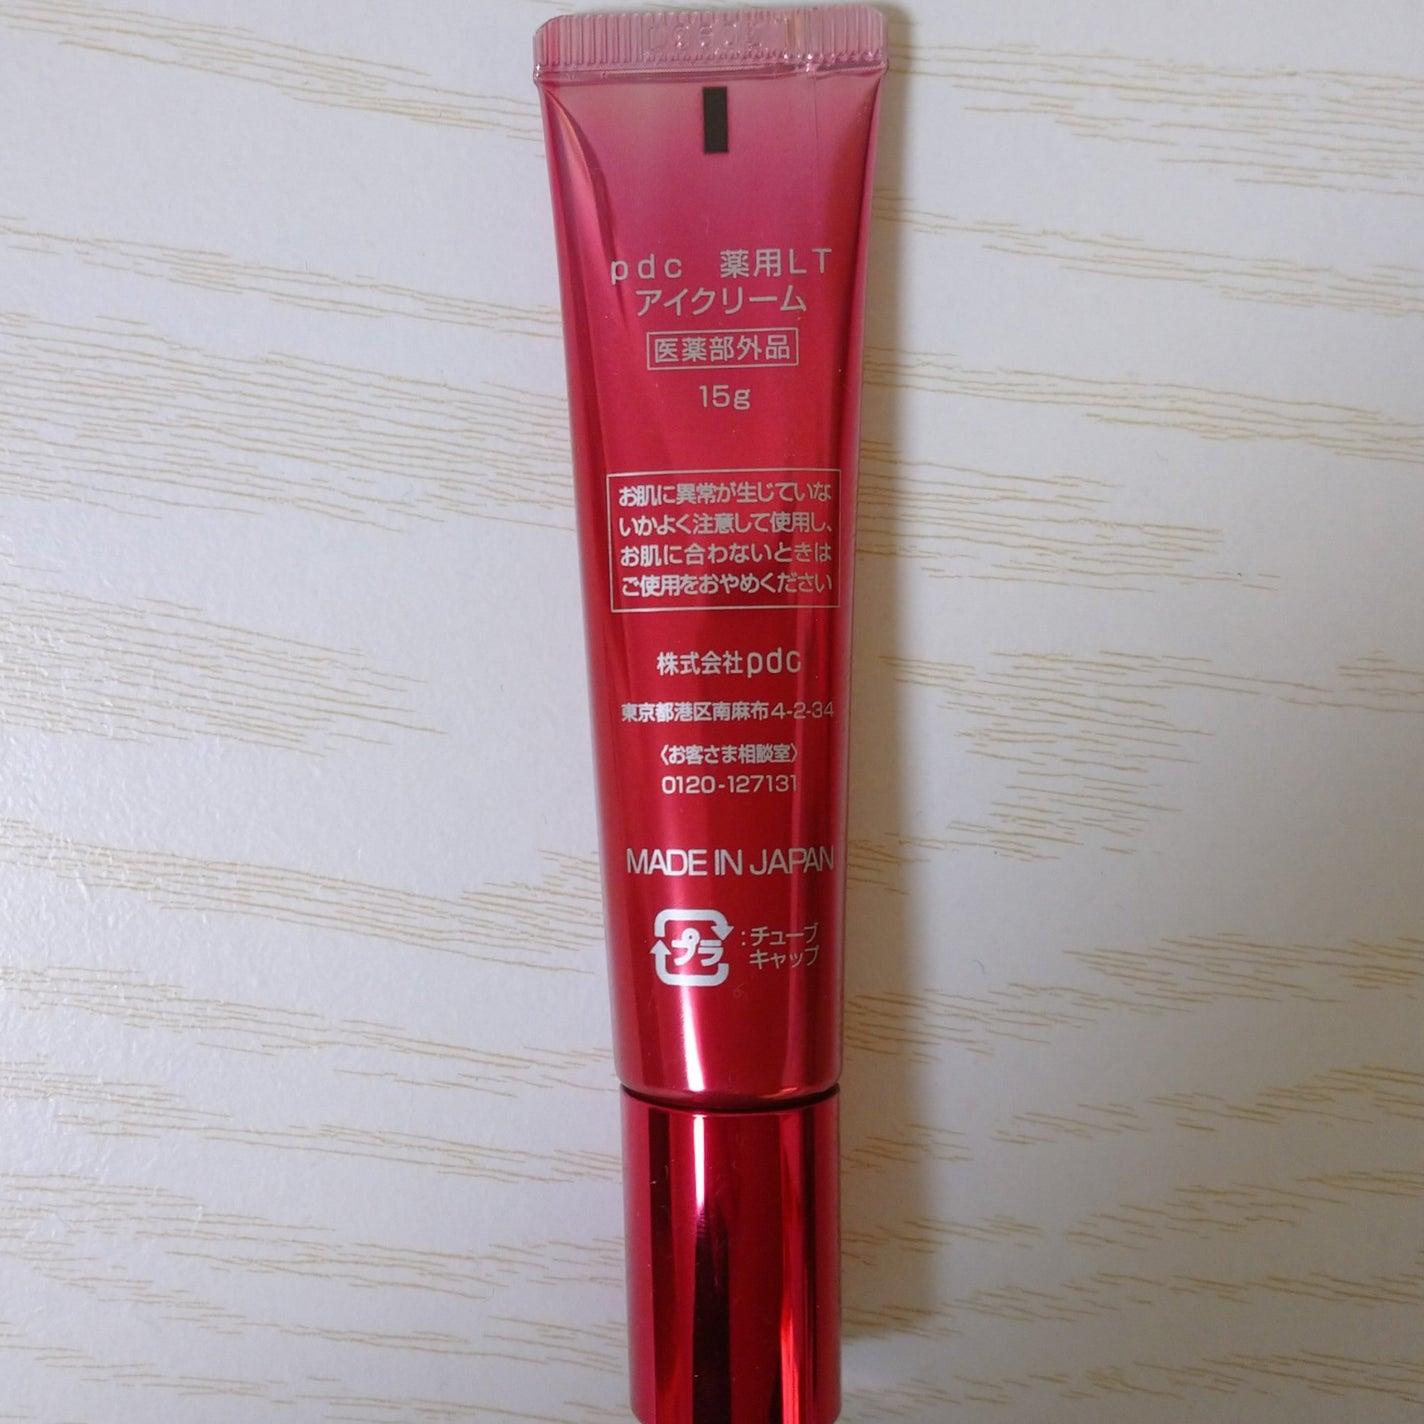 pdc 薬用LT
アイクリーム
医薬部外品
15g
お肌に異常が生じていな
いかよく注意して使用し、
お肌に合わないときは
ご使用をおやめください
株式会社pdc
東京都港区南麻布4-2-34
〈お客さま相談室〉
0120-127131
MADE IN JAPAN
プラ :チューブ
キャップ